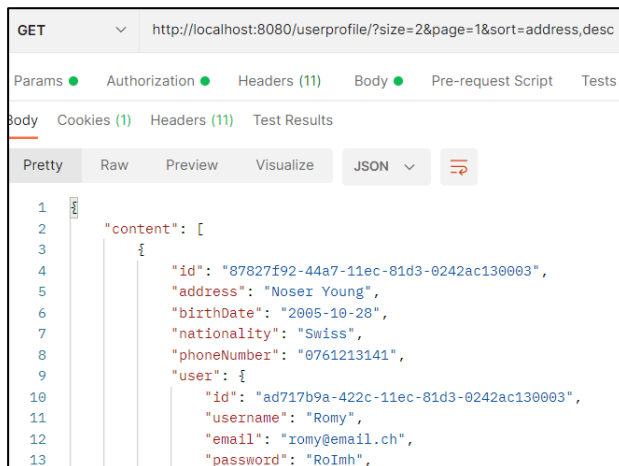 GET http://localhost:8080/userprofile/?size=2&page=1&sort=address,desc
Params Authorization Headers (11) Body Pre-request Script Tests
Body Cookies (1) Headers (11) Test Results
Pretty Raw Preview Visualize JSON
1 {
2 "content": [
3 {
4 "id": "87827f92-44a7-11ec-81d3-0242ac130003",
5 "address": "Noser Young",
6 "birthDate": "2005-10-28",
7 "nationality": "Swiss",
8 "phoneNumber": "0761213141",
9 "user": {
10 "id": "ad717b9a-422c-11ec-81d3-0242ac130003",
11 "username": "Romy",
12 "email": "romy@email.ch",
13 "password": "RoImh",